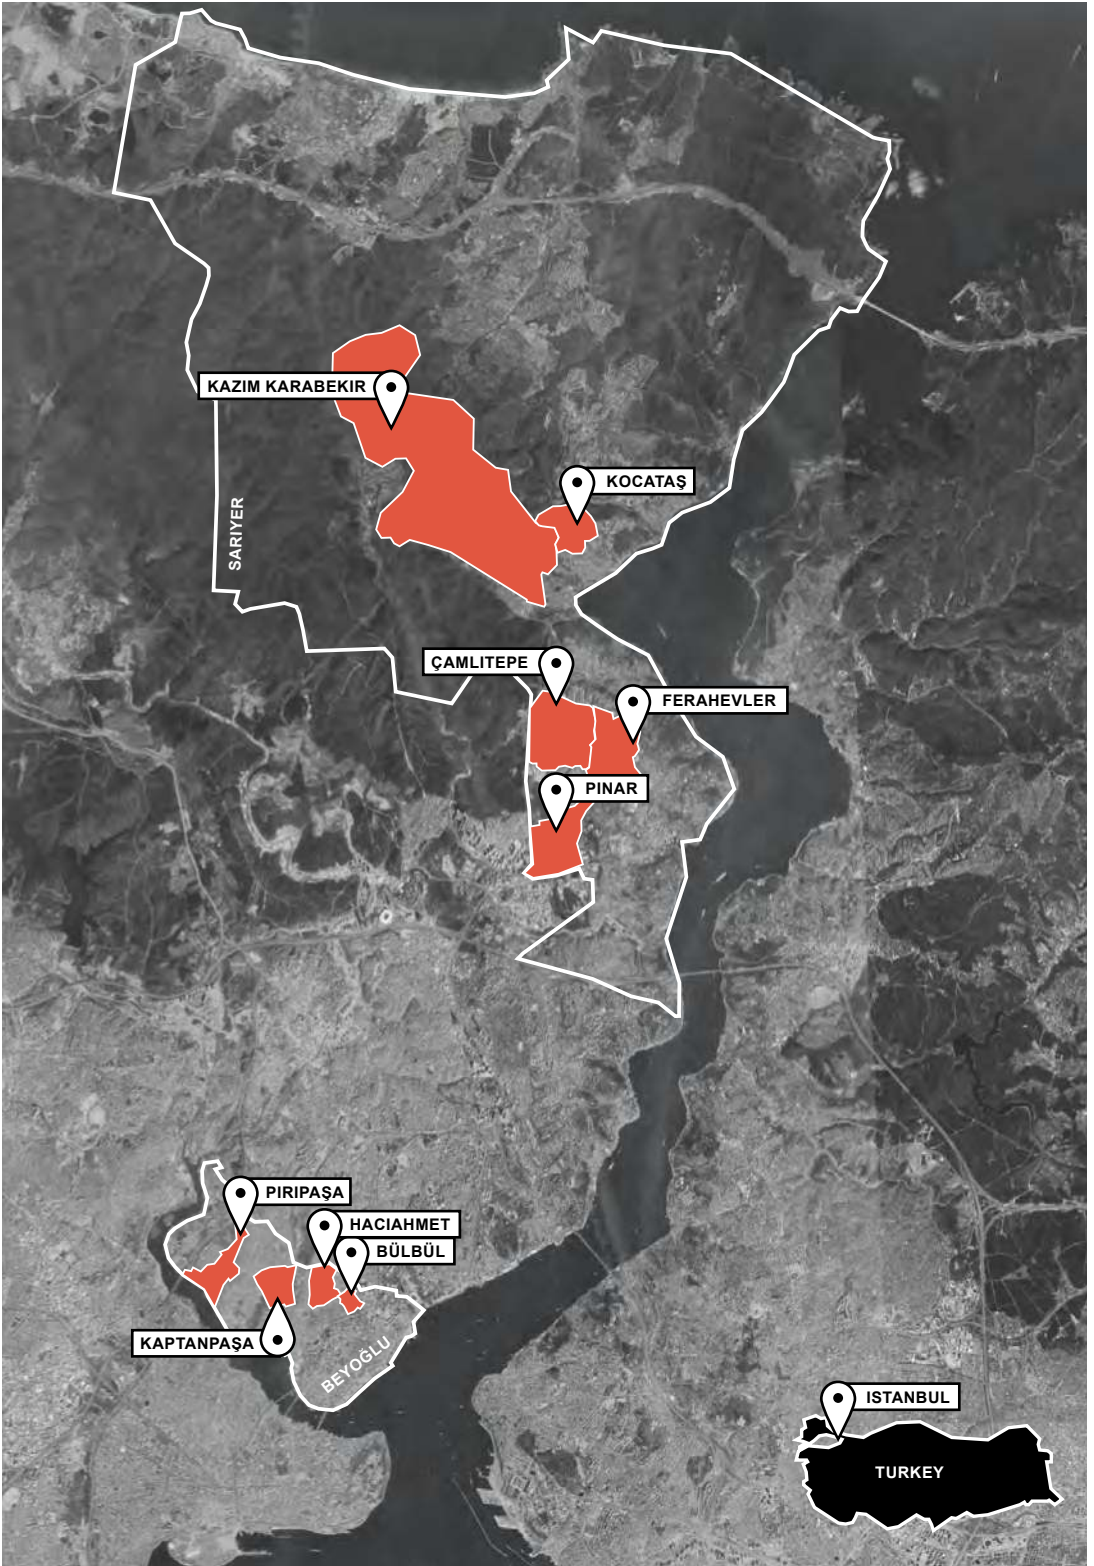 KAZIM KARABEKIR
KOCATAŞ
SARIYER
ÇAMLITEPE
FERAHEVLER
PINAR
PIRIPAŞA
HACIAHMET
BÜLBÜL
KAPTANPAŞA
BEYOĞLU
ISTANBUL
TURKEY